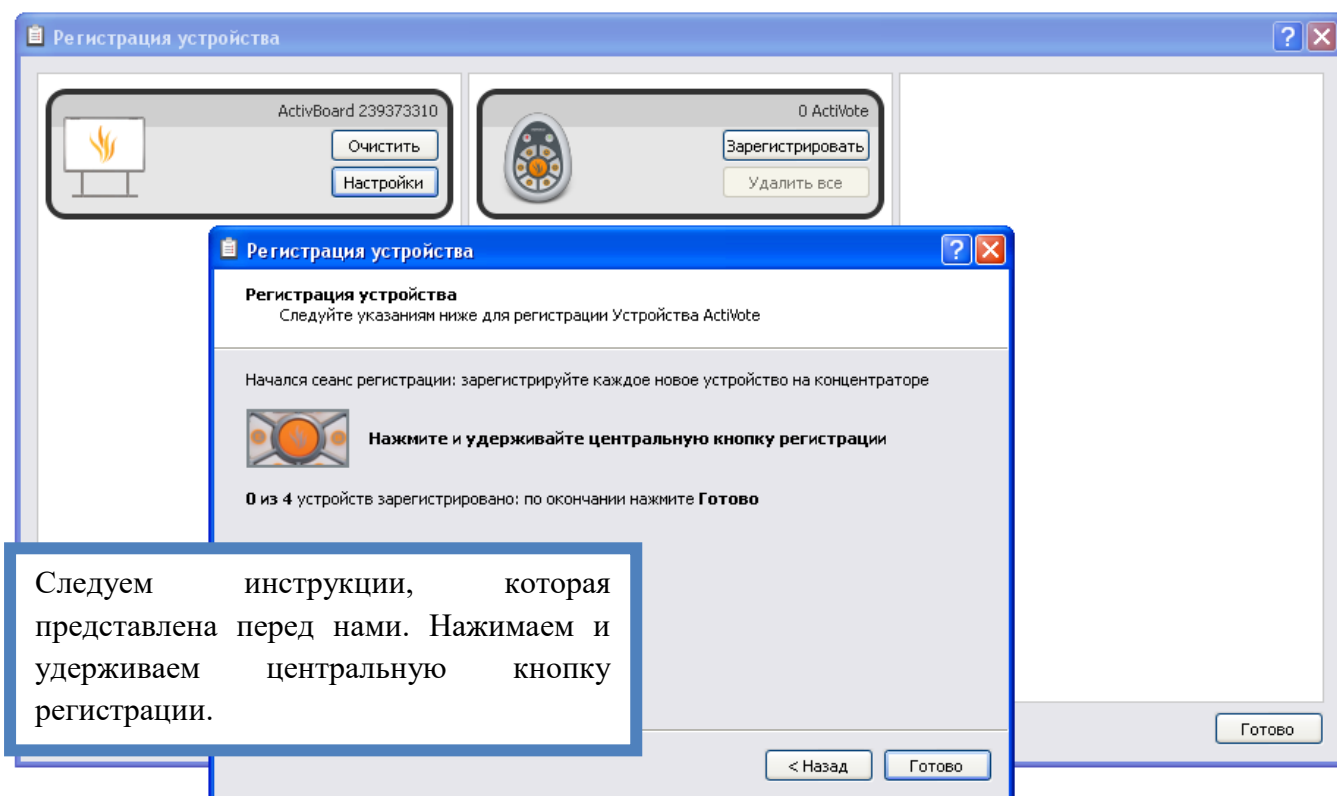 Регистрация устройства
ActivBoard 239373310
Очистить
Настройки
0 ActiVote
Зарегистрировать
Удалить все
Регистрация устройства
Регистрация устройства
Следуйте указаниям ниже для регистрации Устройства ActiVote
Начался сеанс регистрации: зарегистрируйте каждое новое устройство на концентраторе
Нажмите и удерживайте центральную кнопку регистрации
0 из 4 устройств зарегистрировано: по окончании нажмите Готово
Следуем инструкции, которая
представлена перед нами. Нажимаем и
удерживаем центральную кнопку
регистрации.
Готово
< Назад
Готово